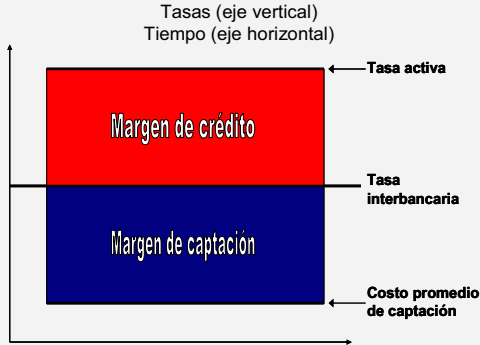 Tasas (eje vertical)
Tiempo (eje horizontal)
Tasa activa
Margen de crédito
Tasa
interbancaria
Margen de captación
Costo promedio
de captación